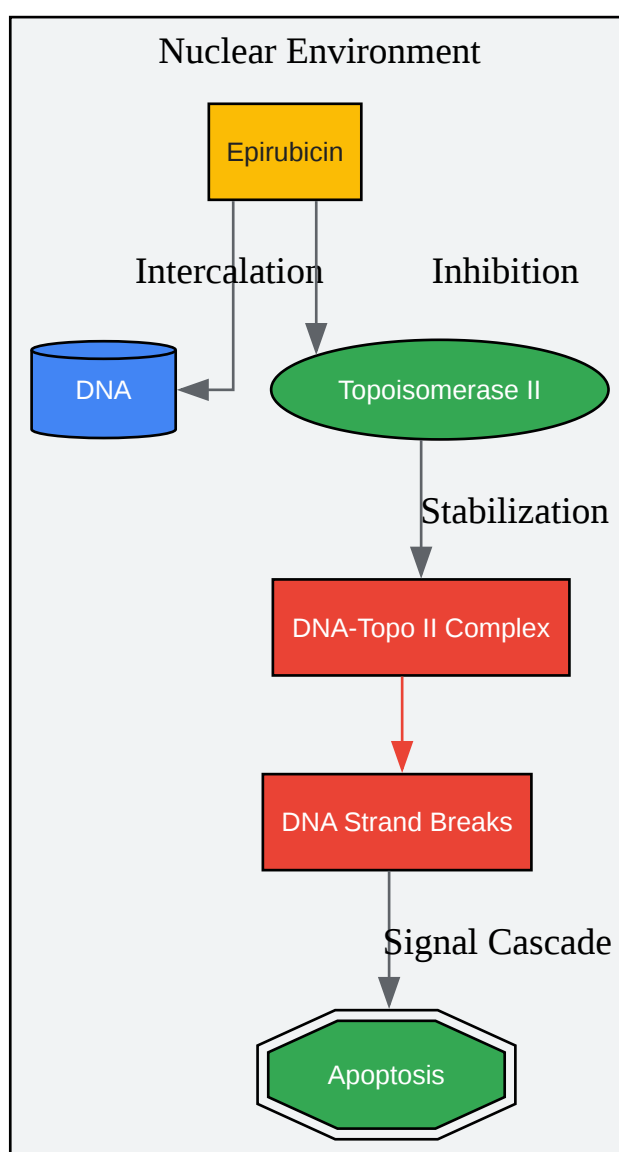 Nuclear Environment
Epirubicin
Intercalation
Inhibition
DNA
Topoisomerase II
Stabilization
DNA-Topo II Complex
DNA Strand Breaks
Signal Cascade
Apoptosis